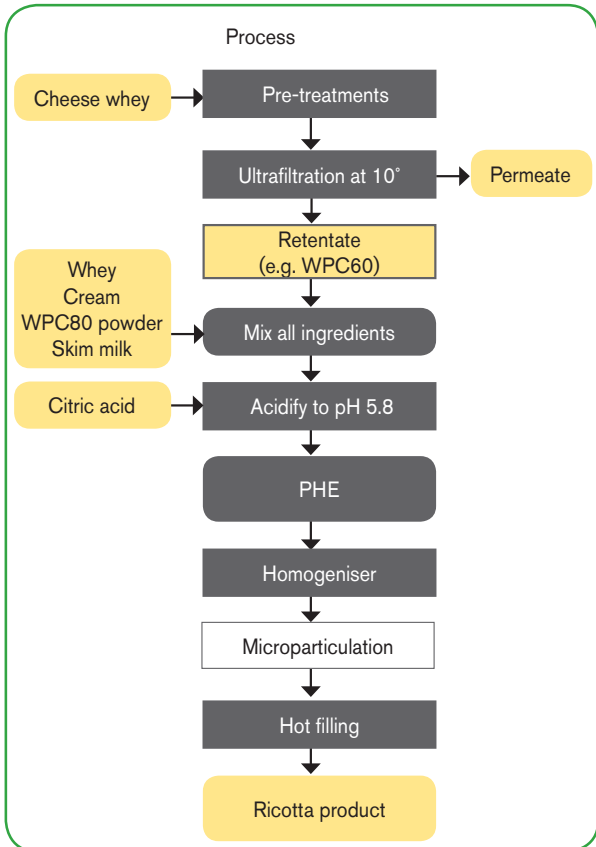 Process
Cheese whey
Pre-treatments
Ultrafiltration at 10˚
Permeate
Retentate
(e.g. WPC60)
Whey
Cream
WPC80 powder
Skim milk
Mix all ingredients
Citric acid
Acidify to pH 5.8
PHE
Homogeniser
Microparticulation
Hot filling
Ricotta product